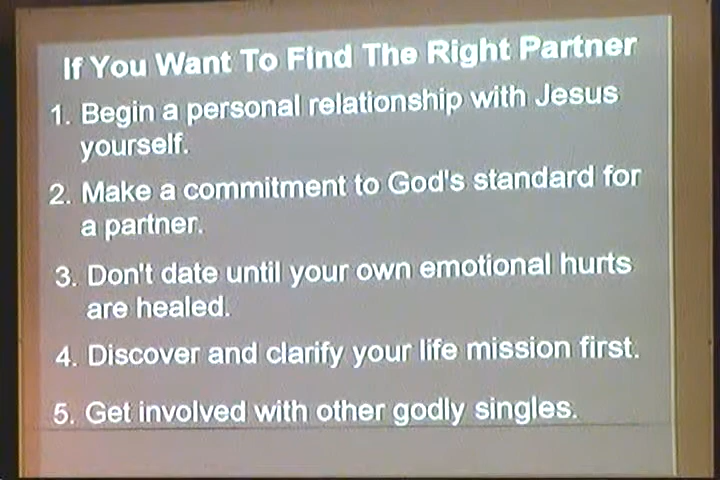 If You Want To Find The Right Partner
1. Begin a personal relationship with Jesus
yourself.
2. Make a commitment to God's standard for
a partner.
3. Don't date until your own emotional hurts
are healed.
4. Discover and clarify your life mission first.
5. Get involved with other godly singles.